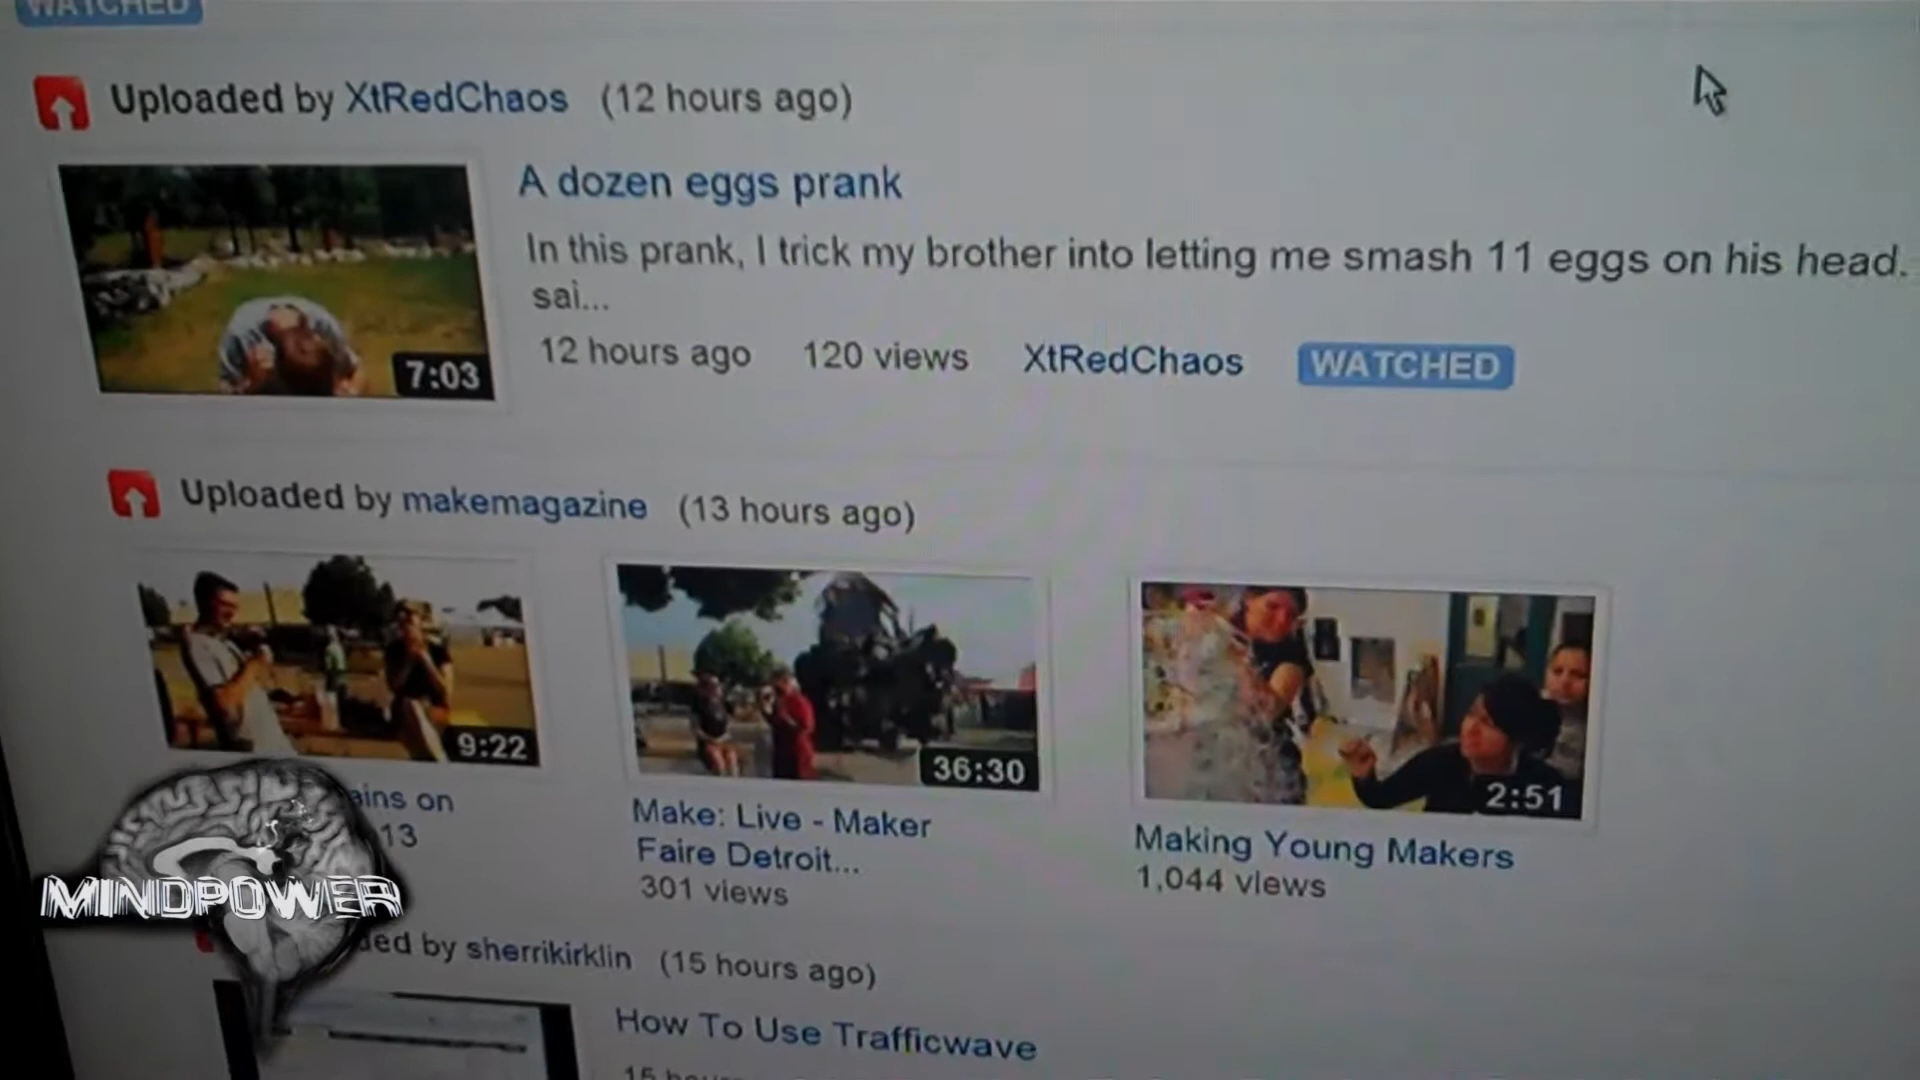 WATCHED
Uploaded by XtRedChaos (12 hours ago)
A dozen eggs prank
In this prank, I trick my brother into letting me smash 11 eggs on his head.
sai...
12 hours ago 120 views XtRedChaos WATCHED
7:03
Uploaded by makemagazine (13 hours ago)
9:22
36:30
2:51
ains on
13
Make: Live - Maker
Faire Detroit...
301 views
Making Young Makers
1,044 views
MINDPOWER
ded by sherrikirklin (15 hours ago)
How To Use Trafficwave